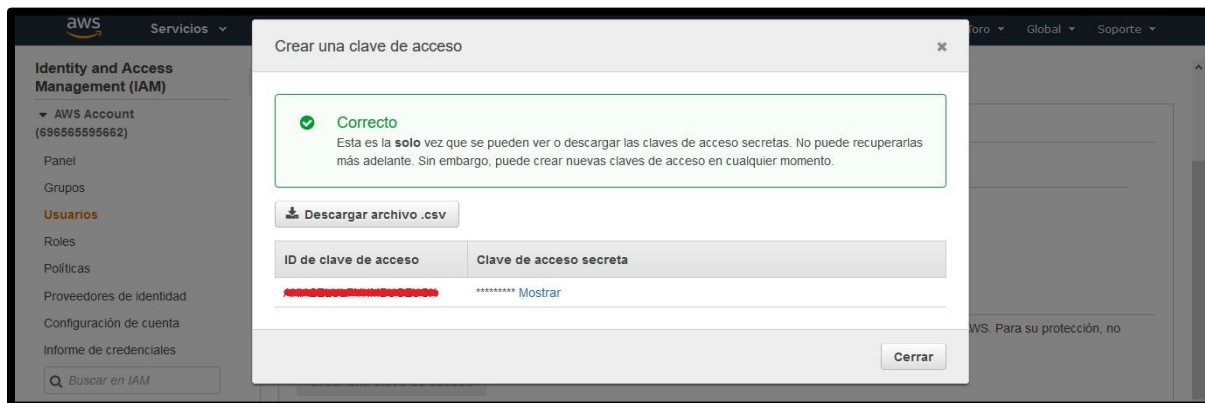 aws
Servicios
Toro
Global
Soporte
Identity and Access
Management (IAM)
AWS Account
(696565595662)
Panel
Grupos
Usuarios
Roles
Políticas
Proveedores de identidad
Configuración de cuenta
Informe de credenciales
Buscar en IAM
Crear una clave de acceso
Correcto
Esta es la solo vez que se pueden ver o descargar las claves de acceso secretas. No puede recuperarlas
más adelante. Sin embargo, puede crear nuevas claves de acceso en cualquier momento.
Descargar archivo .csv
ID de clave de acceso
Clave de acceso secreta
********* Mostrar
WS. Para su protección, no
Cerrar